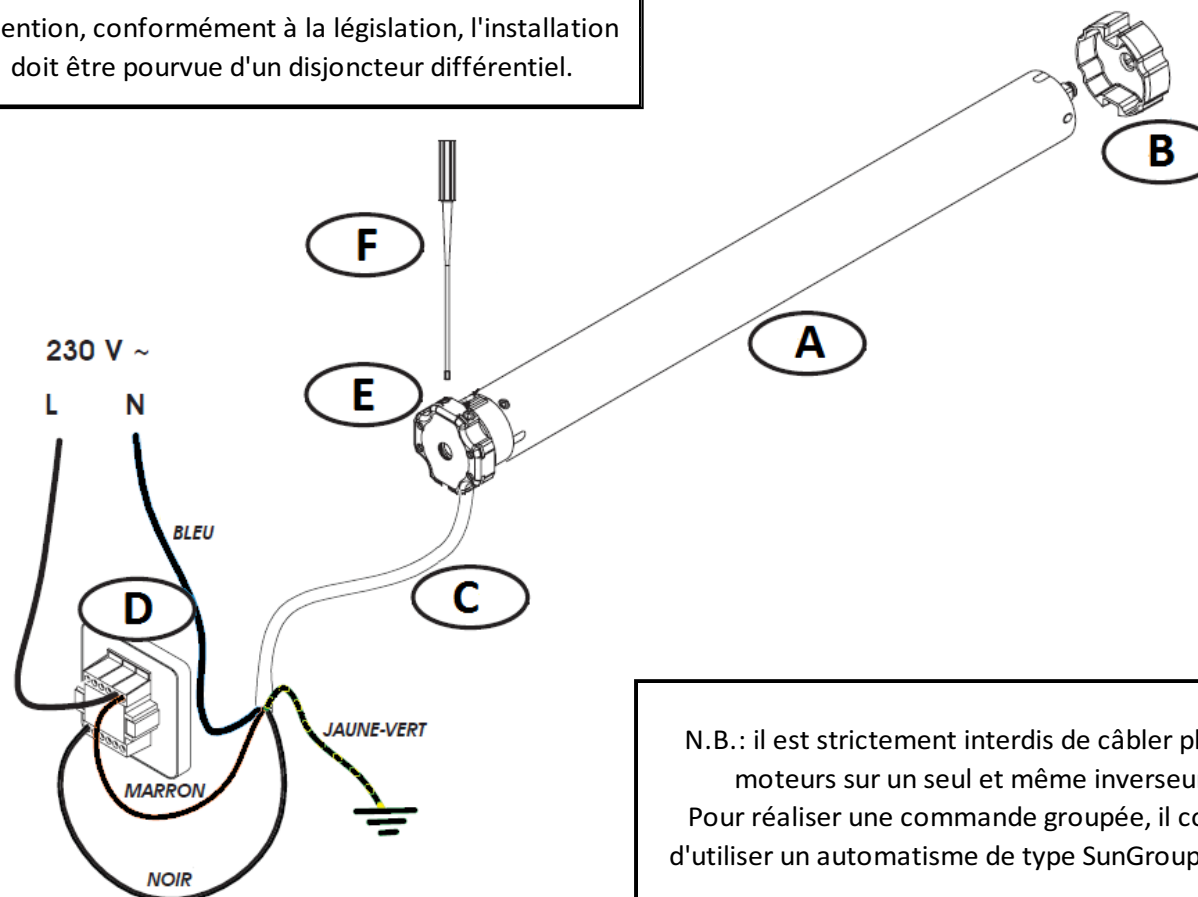 ention, conformément à la législation, l'installation
doit être pourvue d'un disjoncteur différentiel.
B
F
A
230 V ~
E
L N
BLEU
C
D
JAUNE-VERT
MARRON
NOIR
N.B.: il est strictement interdis de câbler pl
moteurs sur un seul et même inverseur
Pour réaliser une commande groupée, il co
d'utiliser un automatisme de type SunGroup